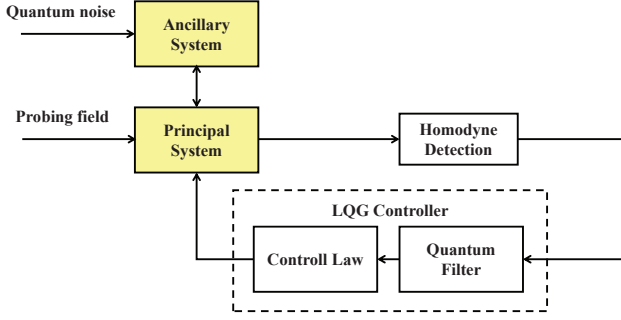 Quantum noise
Ancillary
System
Probing field
Principal
System
Homodyne
Detection
LQG Controller
Controll Law
Quantum
Filter